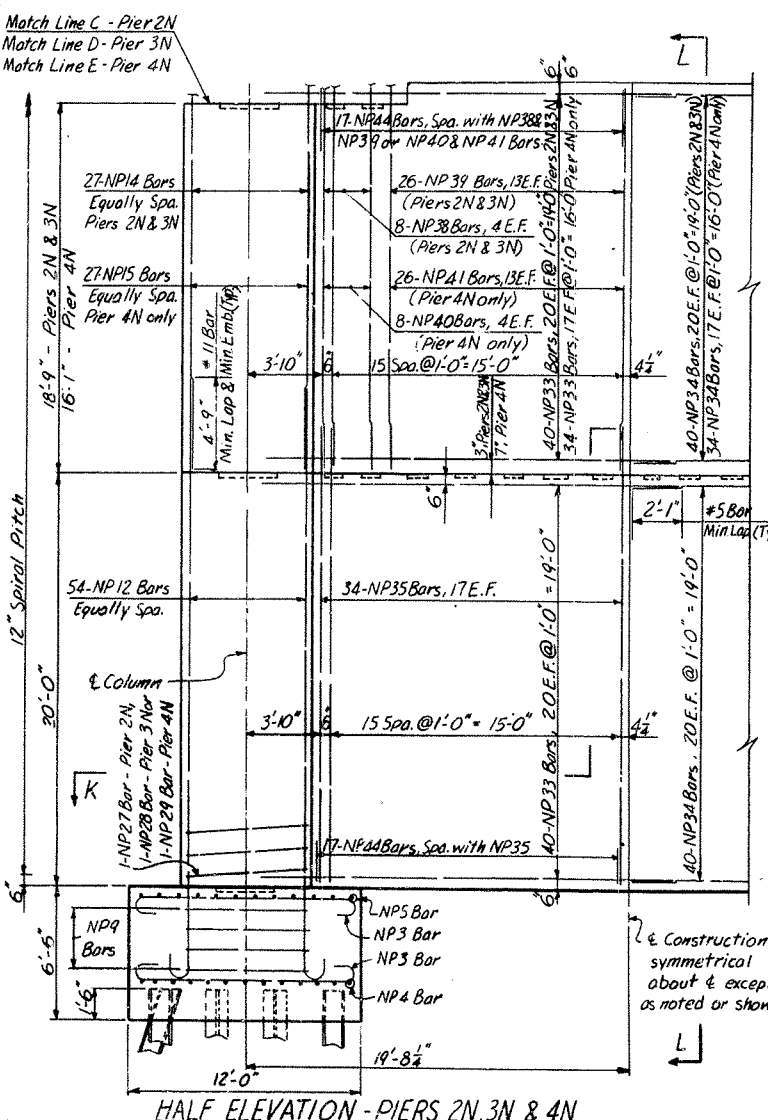 Match Line C - Pier 2N
Match Line D - Pier 3N
Match Line E - Pier 4N
L
6"
6"
17-NP44 Bars, Spa. with NP38 &
NP39 or NP40 & NP41 Bars
27-NP14 Bars
Equally Spa.
Piers 2N & 3N
26-NP 39 Bars, 13E.F.
(Piers 2N & 3N)
8-NP38 Bars, 4 E.F.
(Piers 2N & 3N)
27-NP15 Bars
Equally Spa.
Pier 4N only
26-NP41 Bars, 13E.F.
(Pier 4N only)
8-NP40 Bars, 4 E.F.
(Pier 4N only)
40-NP33 Bars, 20 E.F. @ 1'-0"=19'-0" Piers 2N & 3N
34-NP33 Bars, 17 E.F. @ 1'-0" = 16'-0" Pier 4N only
40-NP34 Bars, 20 E.F. @ 1'-0"=19'-0" (Piers 2N & 3N)
34-NP34 Bars, 17 E.F. @ 1'-0"=16'-0" (Pier 4N only)
18'-9" - Piers 2N & 3N
16'-1" - Pier 4N
4'-9" #11 Bar
Min. Lap & Min. Emb. (Typ)
3'-10"
6"
15 Spa. @ 1'-0" = 15'-0"
4 1/4"
3" Piers 2N & 3N
7" Pier 4N
6"
2'-1"
#5 Bar
Min Lap (T
12" Spiral Pitch
20'-0"
54-NP12 Bars
Equally Spa.
34-NP35 Bars, 17 E.F.
40-NP33 Bars, 20 E.F. @ 1'-0" = 19'-0"
40-NP34 Bars, 20 E.F. @ 1'-0" = 19'-0"
℄ Column
3'-10"
6"
15 Spa. @ 1'-0" = 15'-0"
4 1/4"
1-NP27 Bar - Pier 2N,
1-NP28 Bar - Pier 3N or
1-NP29 Bar - Pier 4N
K
17-NP44 Bars, Spa. with NP35
6"
6"
NP9
Bars
NP5 Bar
NP3 Bar
NP3 Bar
NP4 Bar
1'-6"
℄ Construction
symmetrical
about ℄ excep
as noted or show
L
19'-8 1/4"
12'-0"
HALF ELEVATION - PIERS 2N, 3N & 4N